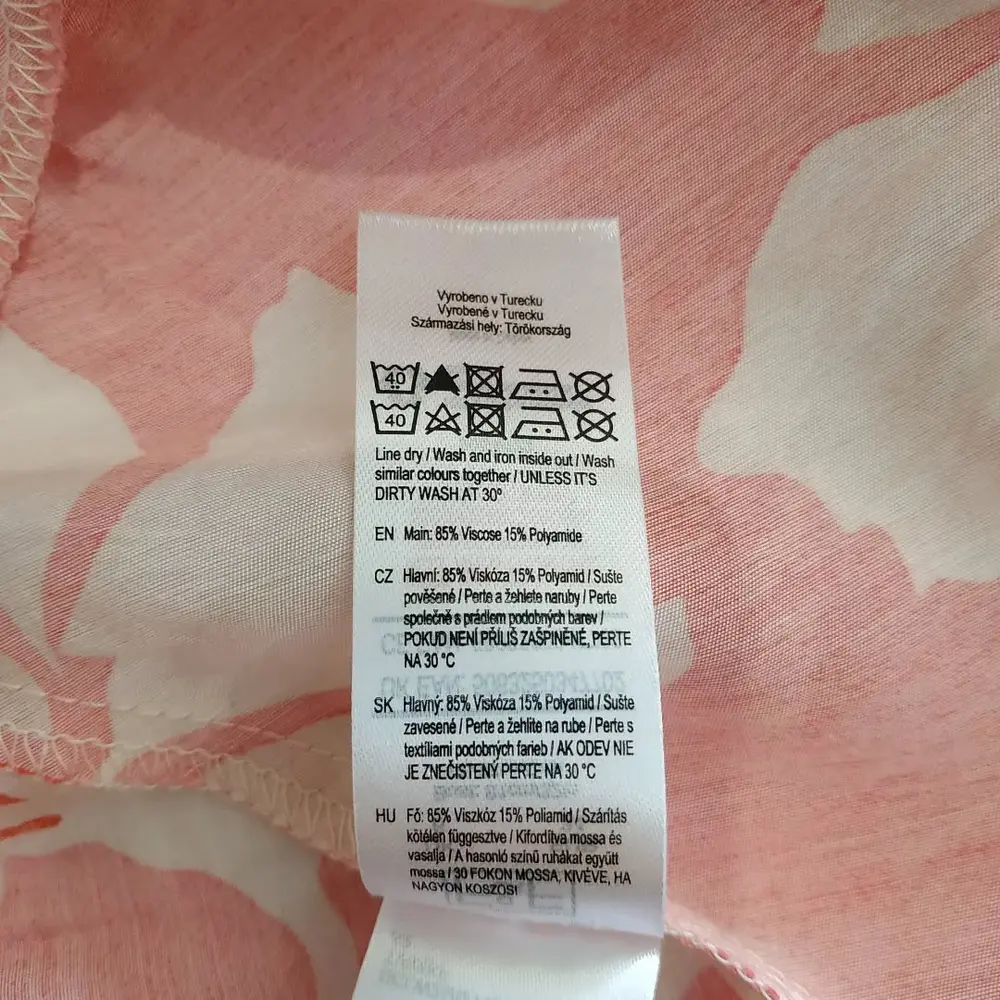 Vyrobeno v Turecku
Vyrobené v Turecku
Származási hely: Törökország
40
40
Line dry / Wash and iron inside out / Wash
similar colours together / UNLESS IT'S
DIRTY WASH AT 30º
EN Main: 85% Viscose 15% Polyamide
CZ Hlavní: 85% Viskóza 15% Polyamid / Sušte
pověšené / Perte a žehlete naruby / Perte
společně s prádlem podobných barev /
POKUD NENÍ PŘÍLIŠ ZAŠPINĚNÉ, PERTE
NA 30 °C
SK Hlavný: 85% Viskóza 15% Polyamid / Sušte
zavesené / Perte a žehlite na rube / Perte s
textíliami podobných farieb / AK ODEV NIE
JE ZNEČISTENÝ PERTE NA 30 °C
HU Fő: 85% Viszkóz 15% Poliamid / Szárítás
kötélen függesztve / Kifordítva mossa és
vasalja / A hasonló színű ruhákat együtt
mossa / 30 FOKON MOSSA, KIVÉVE, HA
NAGYON KOSZOS!